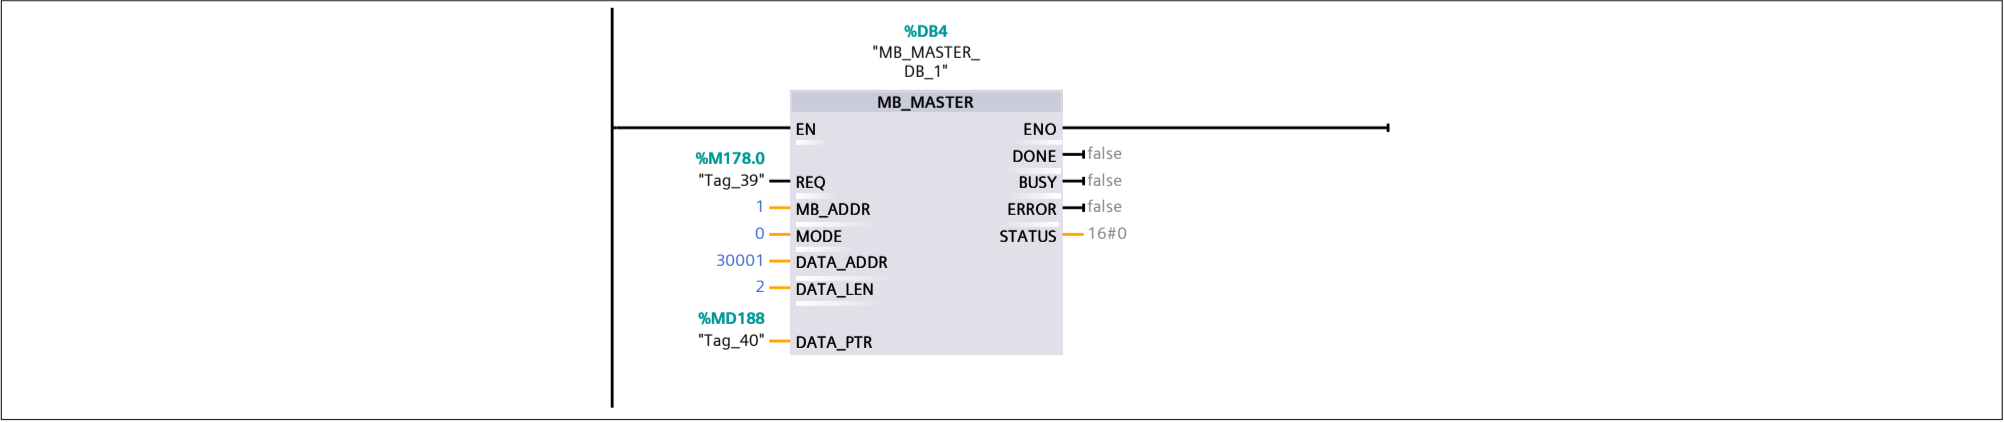 %DB4
"MB_MASTER_
DB_1"
MB_MASTER
EN ENO
DONE false
%M178.0
"Tag_39" REQ BUSY false
1 MB_ADDR ERROR false
0 MODE STATUS 16#0
30001 DATA_ADDR
2 DATA_LEN
%MD188
"Tag_40" DATA_PTR